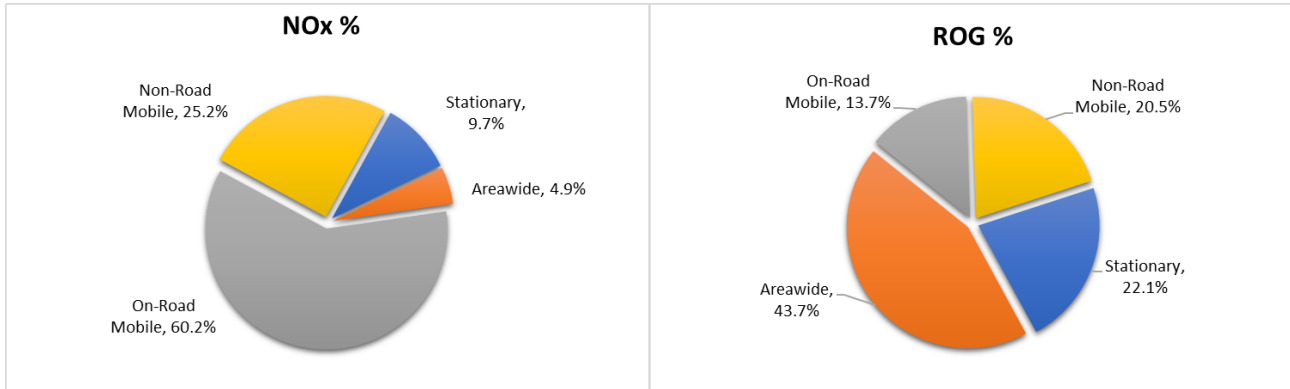 NOx %
Non-Road
Mobile, 25.2%
Stationary,
9.7%
Areawide, 4.9%
On-Road
Mobile, 60.2%
ROG %
On-Road
Mobile, 13.7%
Non-Road
Mobile, 20.5%
Areawide,
43.7%
Stationary,
22.1%